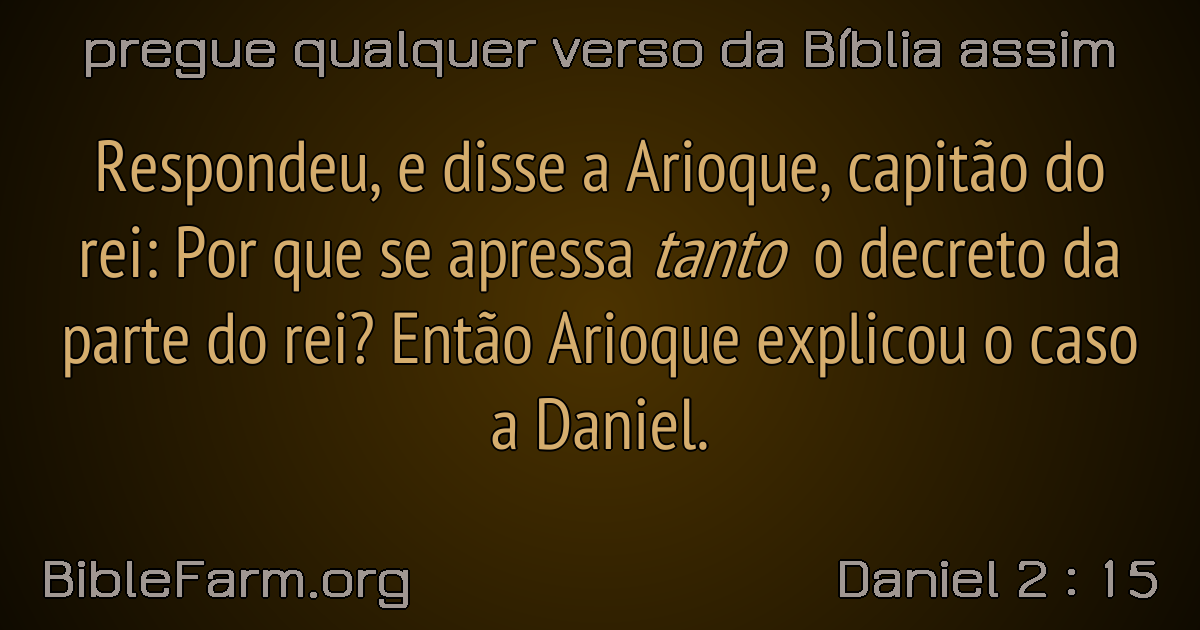 pregue qualquer verso da Bíblia assim
Respondeu, e disse a Arioque, capitão do
rei: Por que se apressa tanto o decreto da
parte do rei? Então Arioque explicou o caso
a Daniel.
BibleFarm.org
Daniel 2 : 15